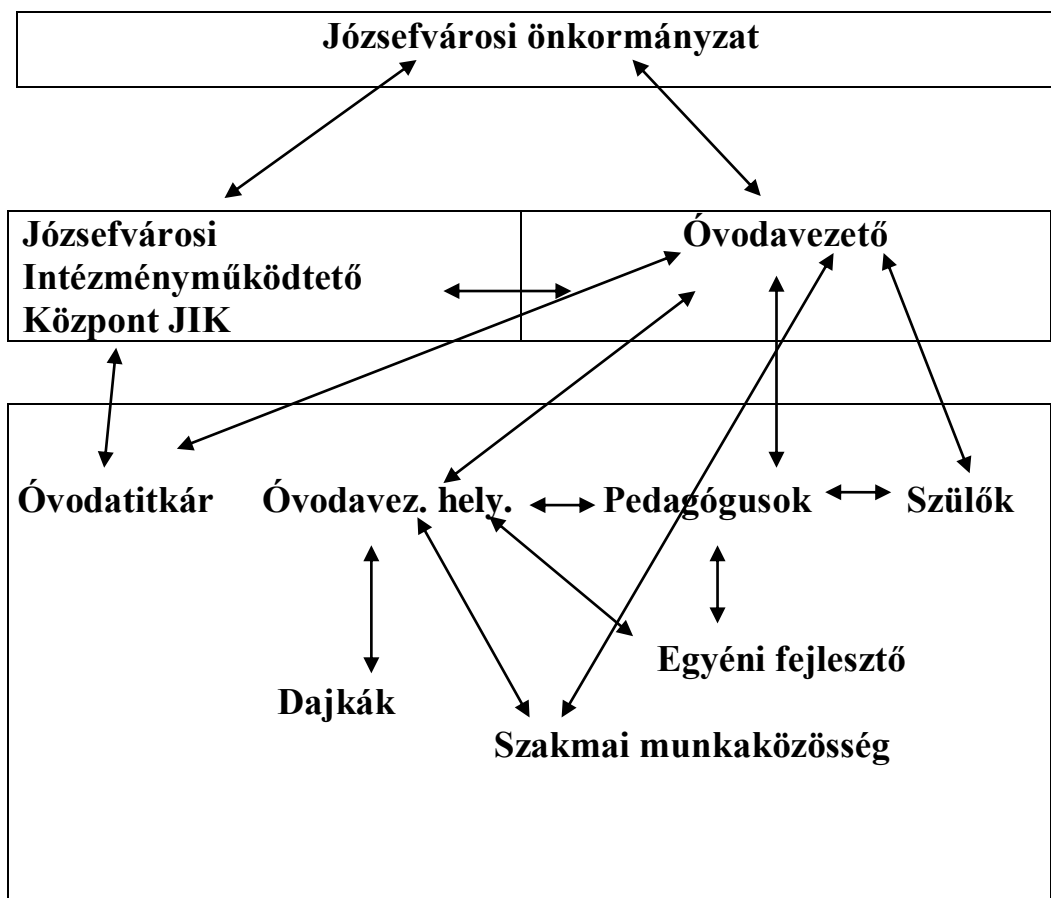 Józsefvárosi önkormányzat
Józsefvárosi
Intézményműködtető
Központ JIK
Óvodavezető
Óvodatitkár
Óvodavez. hely.
Pedagógusok
Szülők
Egyéni fejlesztő
Dajkák
Szakmai munkaközösség